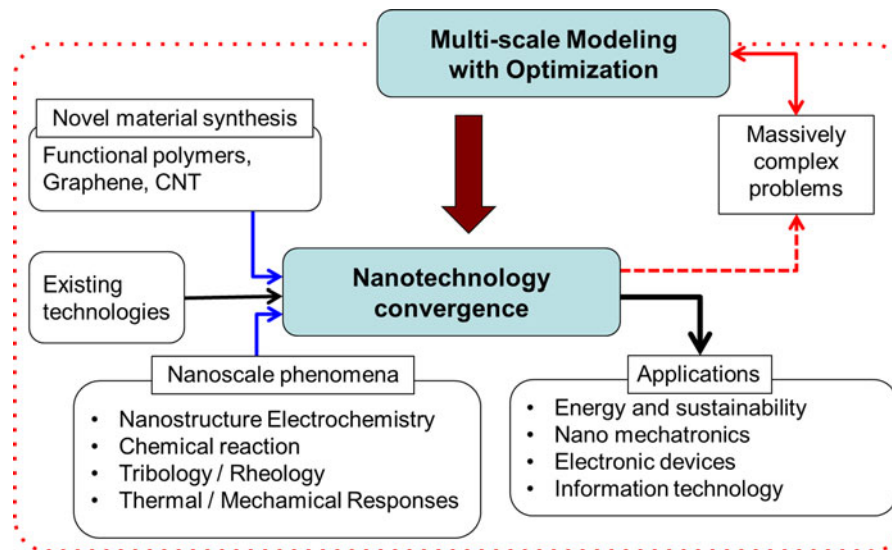 Multi-scale Modeling
with Optimization
Novel material synthesis
Functional polymers,
Graphene, CNT
Massively
complex
problems
Existing
technologies
Nanotechnology
convergence
Nanoscale phenomena
• Nanostructure Electrochemistry
• Chemical reaction
• Tribology / Rheology
• Thermal / Mechamical Responses
Applications
• Energy and sustainability
• Nano mechatronics
• Electronic devices
• Information technology